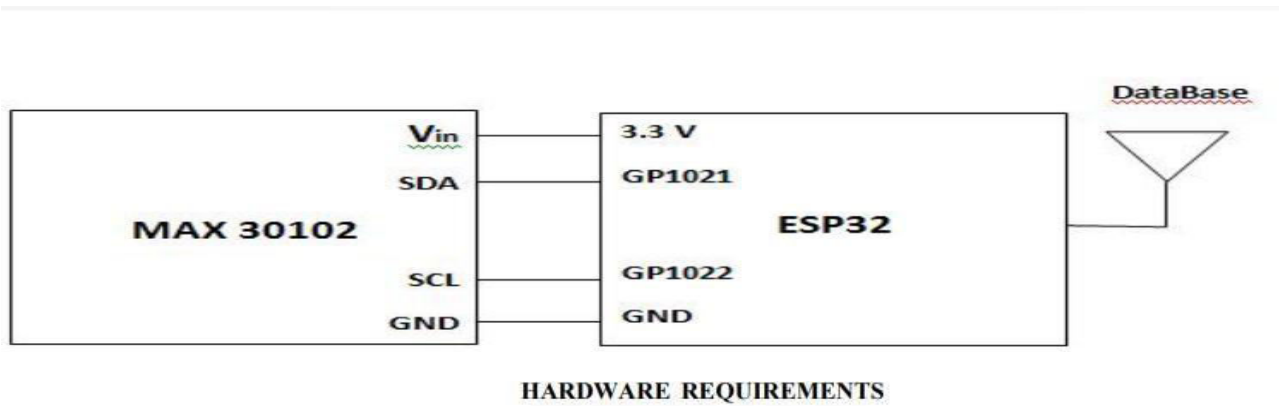 DataBase
Vin
3.3 V
SDA
GP1021
MAX 30102
ESP32
SCL
GP1022
GND
GND
HARDWARE REQUIREMENTS